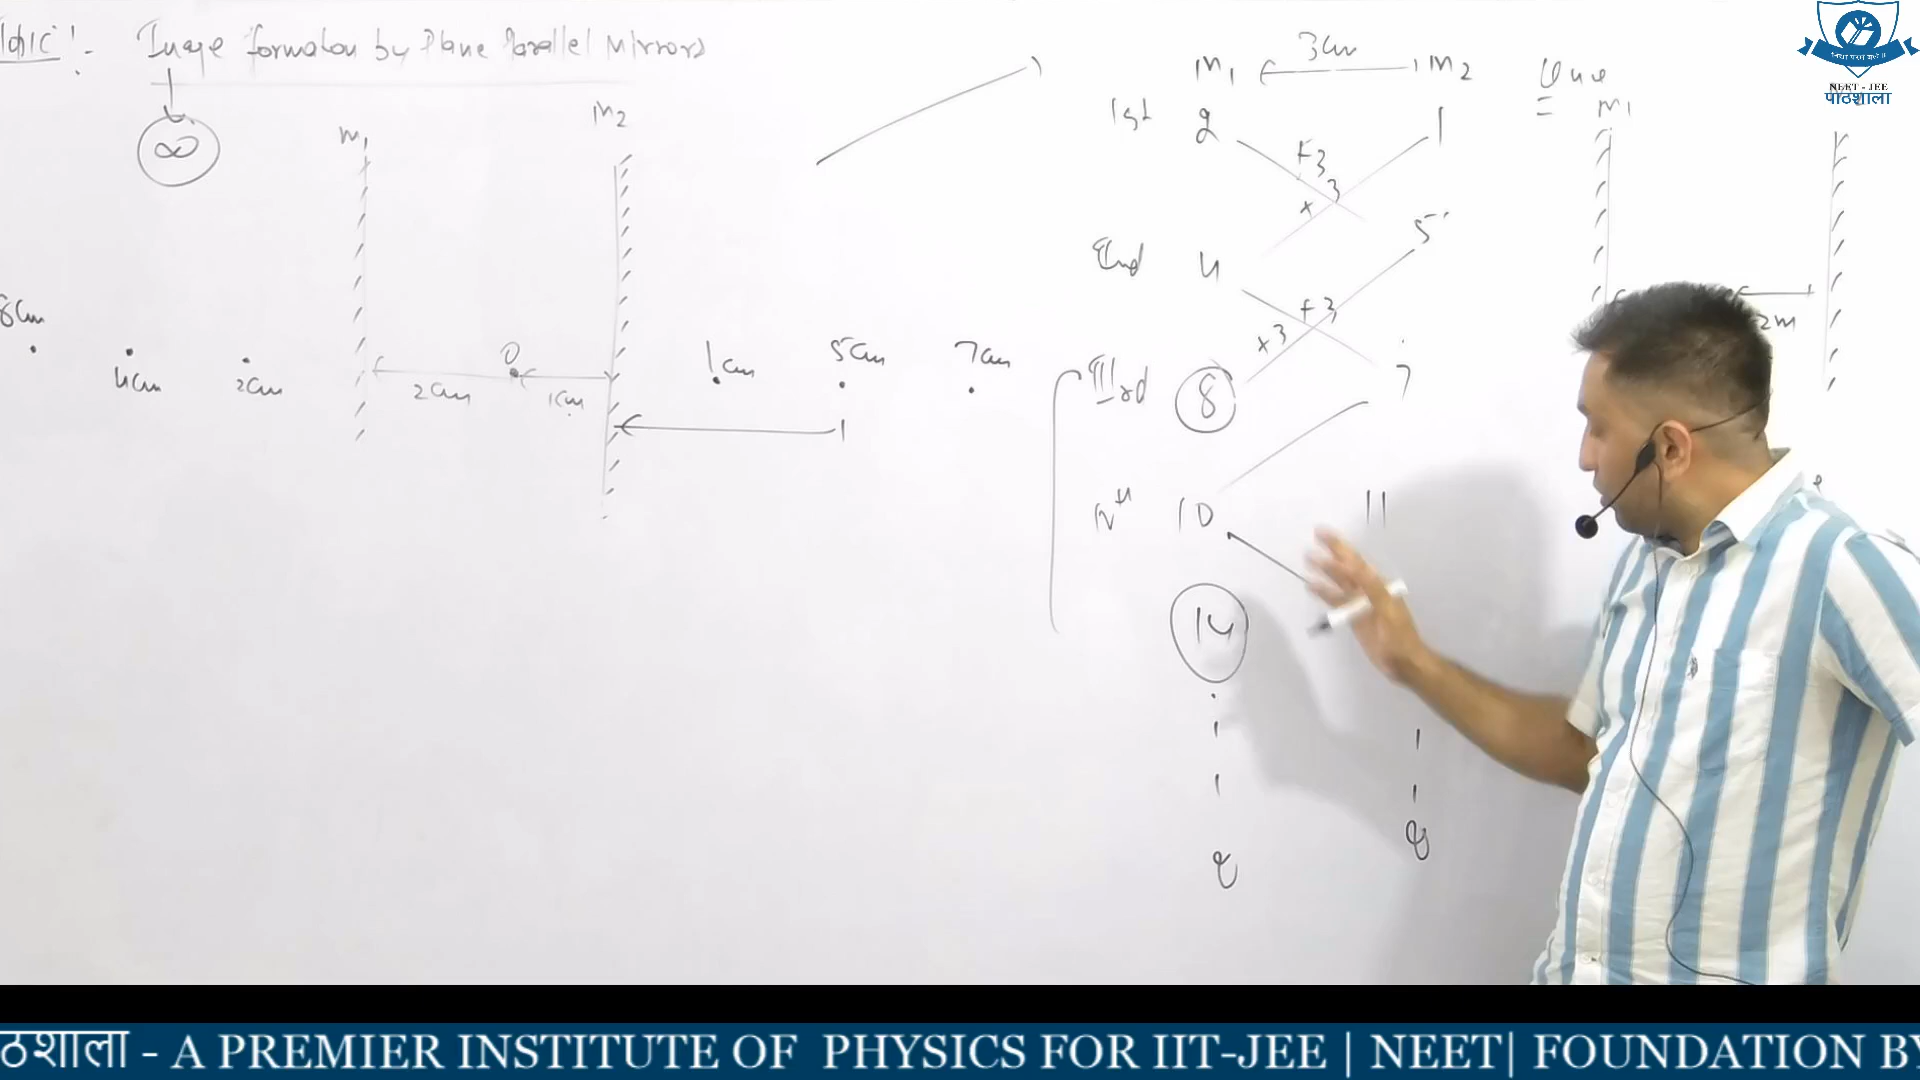 Topic:- Image formation by Plane Parallel Mirrors
∞
m1
m2
8cm
4cm
2cm
2cm
O
1cm
1cm
5cm
7cm
m1 3cm m2
Ist 2 1
+3
+3
IInd 4 5
+3
+3
IIIrd 8 7
IVth 10 11
14
∞ ∞
Que
m1
2m
NEET - JEE
पाठशाला
ठशाला - A PREMIER INSTITUTE OF PHYSICS FOR IIT-JEE | NEET| FOUNDATION BY